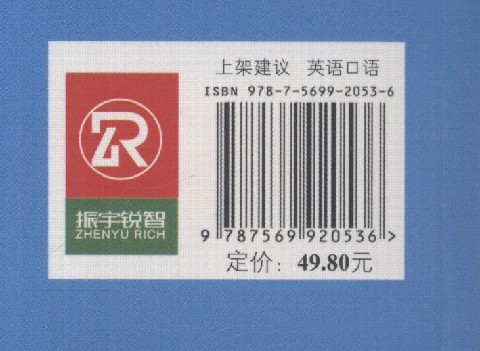 上架建议 英语口语
ISBN 978-7-5699-2053-6
ZR
振宇锐智
ZHENYU RICH
9 787569 920536 >
定价：49.80元